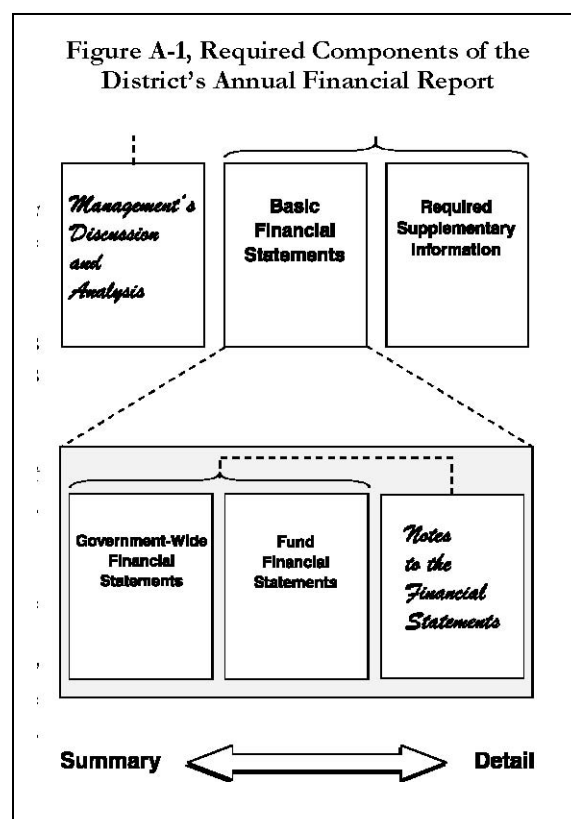 Figure A-1, Required Components of the
District's Annual Financial Report
Management's
Discussion
and
Analysis
Basic
Financial
Statements
Required
Supplementary
Information
Government-Wide
Financial
Statements
Fund
Financial
Statements
Notes
to the
Financial
Statements
Summary
Detail